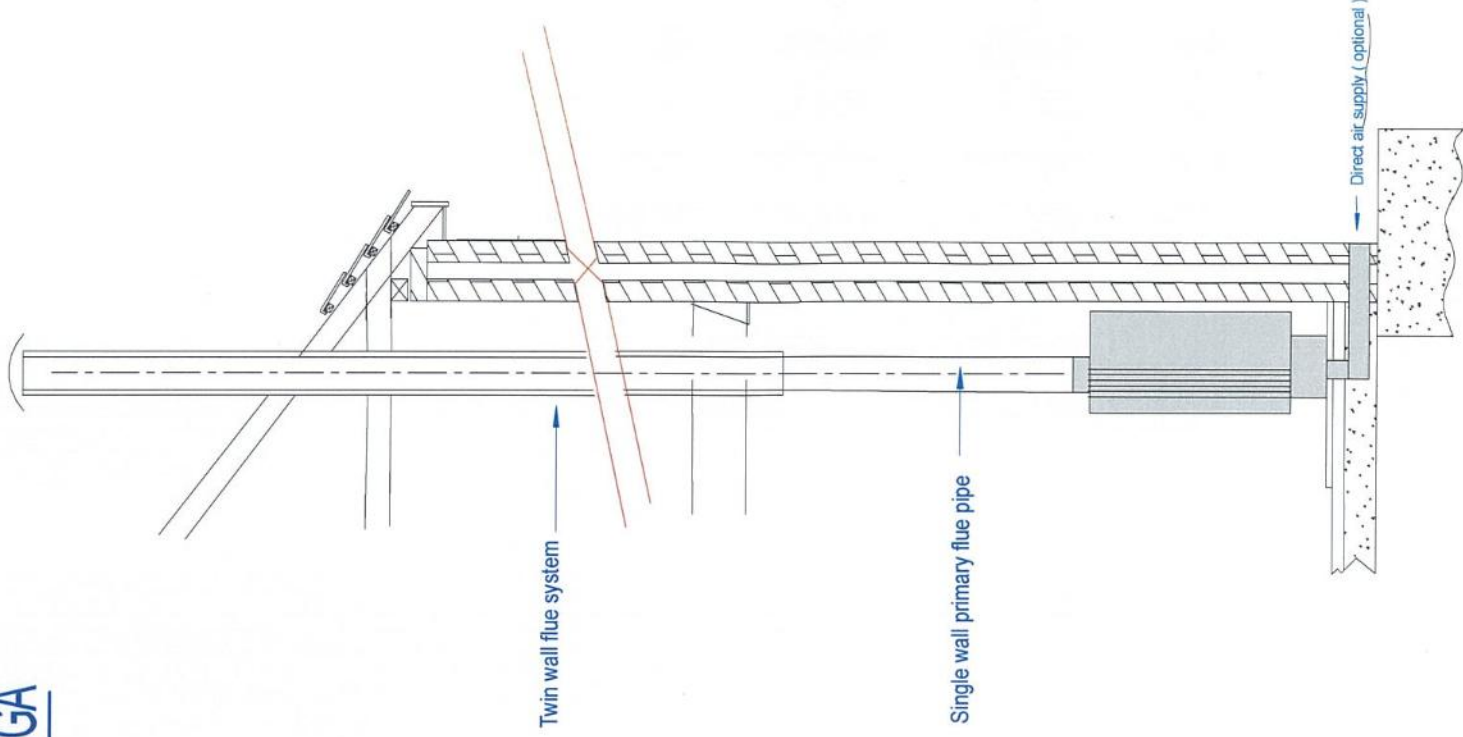 GA
Twin wall flue system
Single wall primary flue pipe
Direct air supply ( optional )